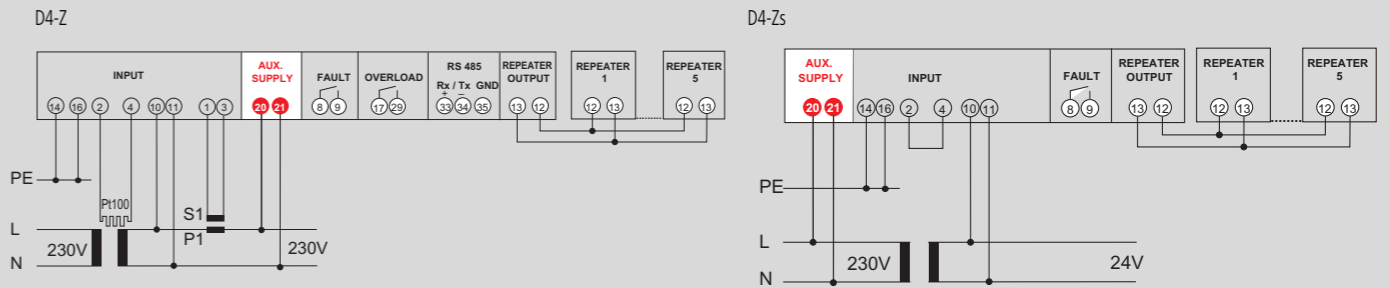 D4-Z
INPUT
AUX.
SUPPLY
FAULT
OVERLOAD
RS 485
Rx / Tx GND
+ –
REPEATER
OUTPUT
REPEATER
1
REPEATER
5
14 16 2 4 10 11 1 3 20 21 8 9 17 29 33 34 35 13 12 12 13 12 13
PE
Pt100
S1
L
P1
230V
230V
N
D4-Zs
AUX.
SUPPLY
INPUT
FAULT
REPEATER
OUTPUT
REPEATER
1
REPEATER
5
20 21 14 16 2 4 10 11 8 9 13 12 12 13 12 13
PE
L
230V
24V
N